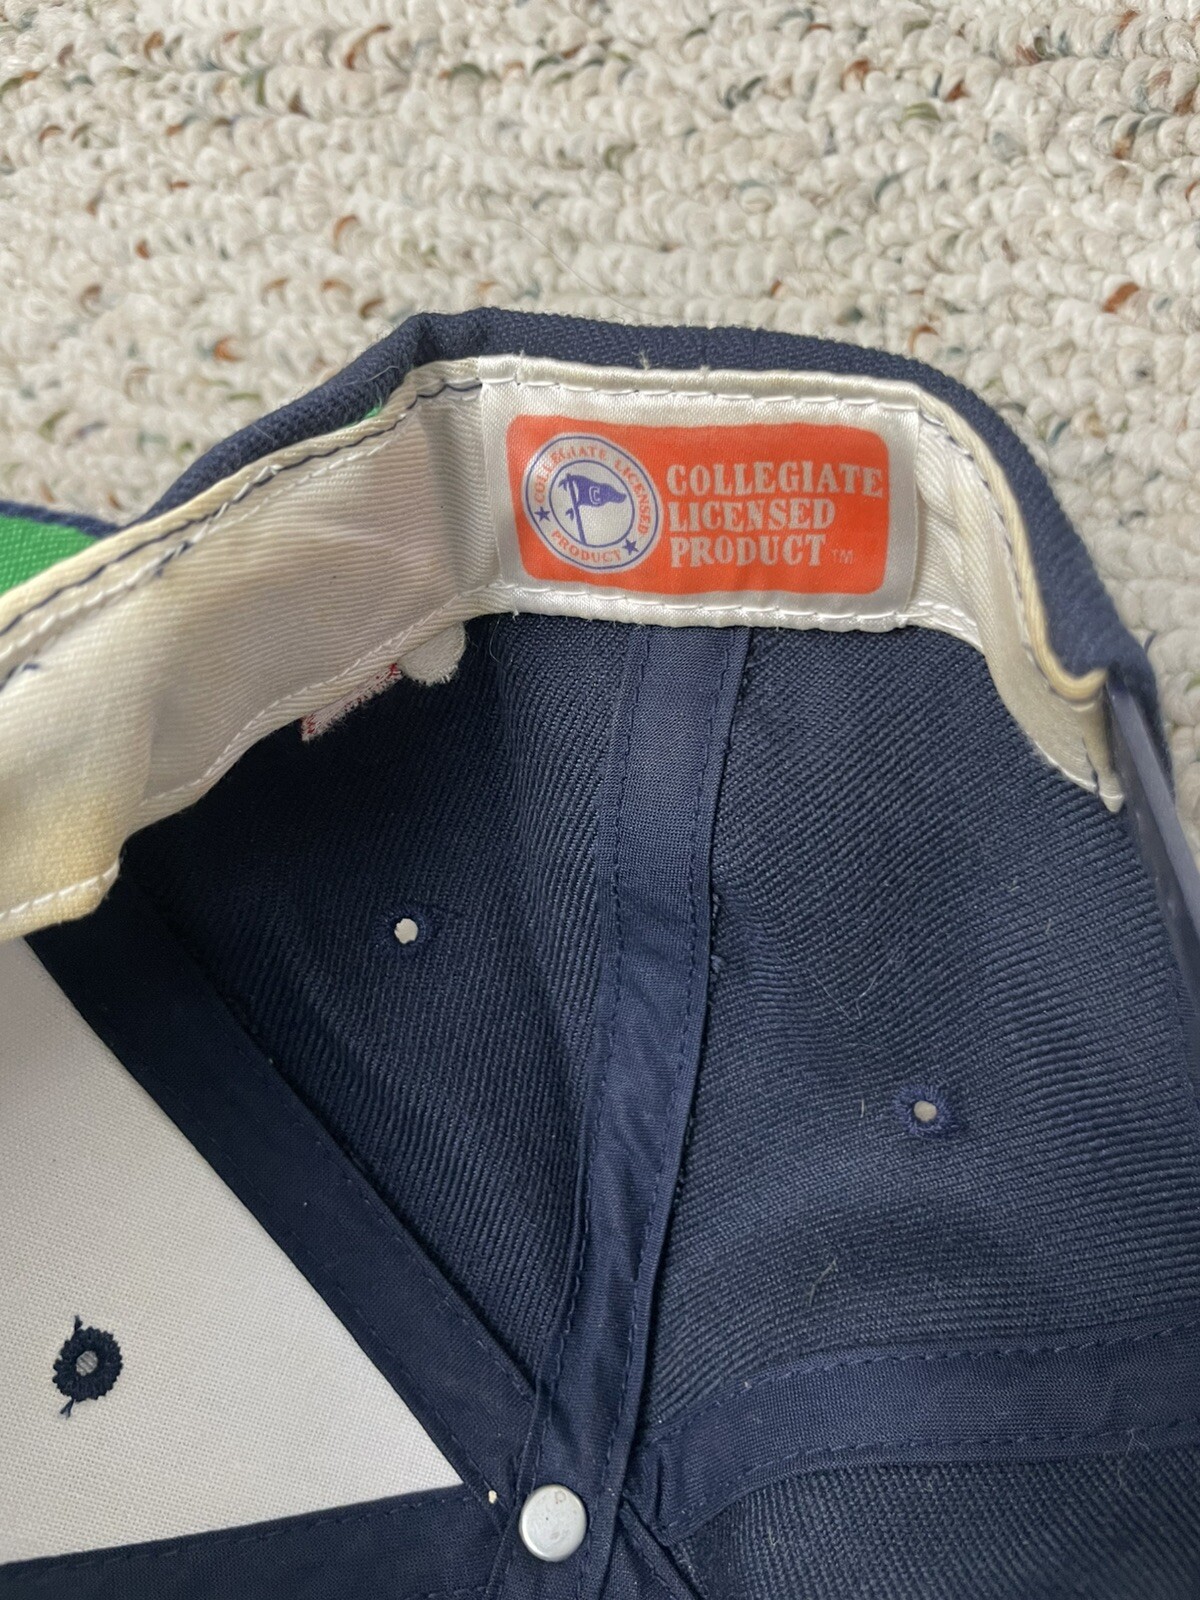 COLLEGIATE LICENSED
C
PRODUCT
COLLEGIATE
LICENSED
PRODUCT™